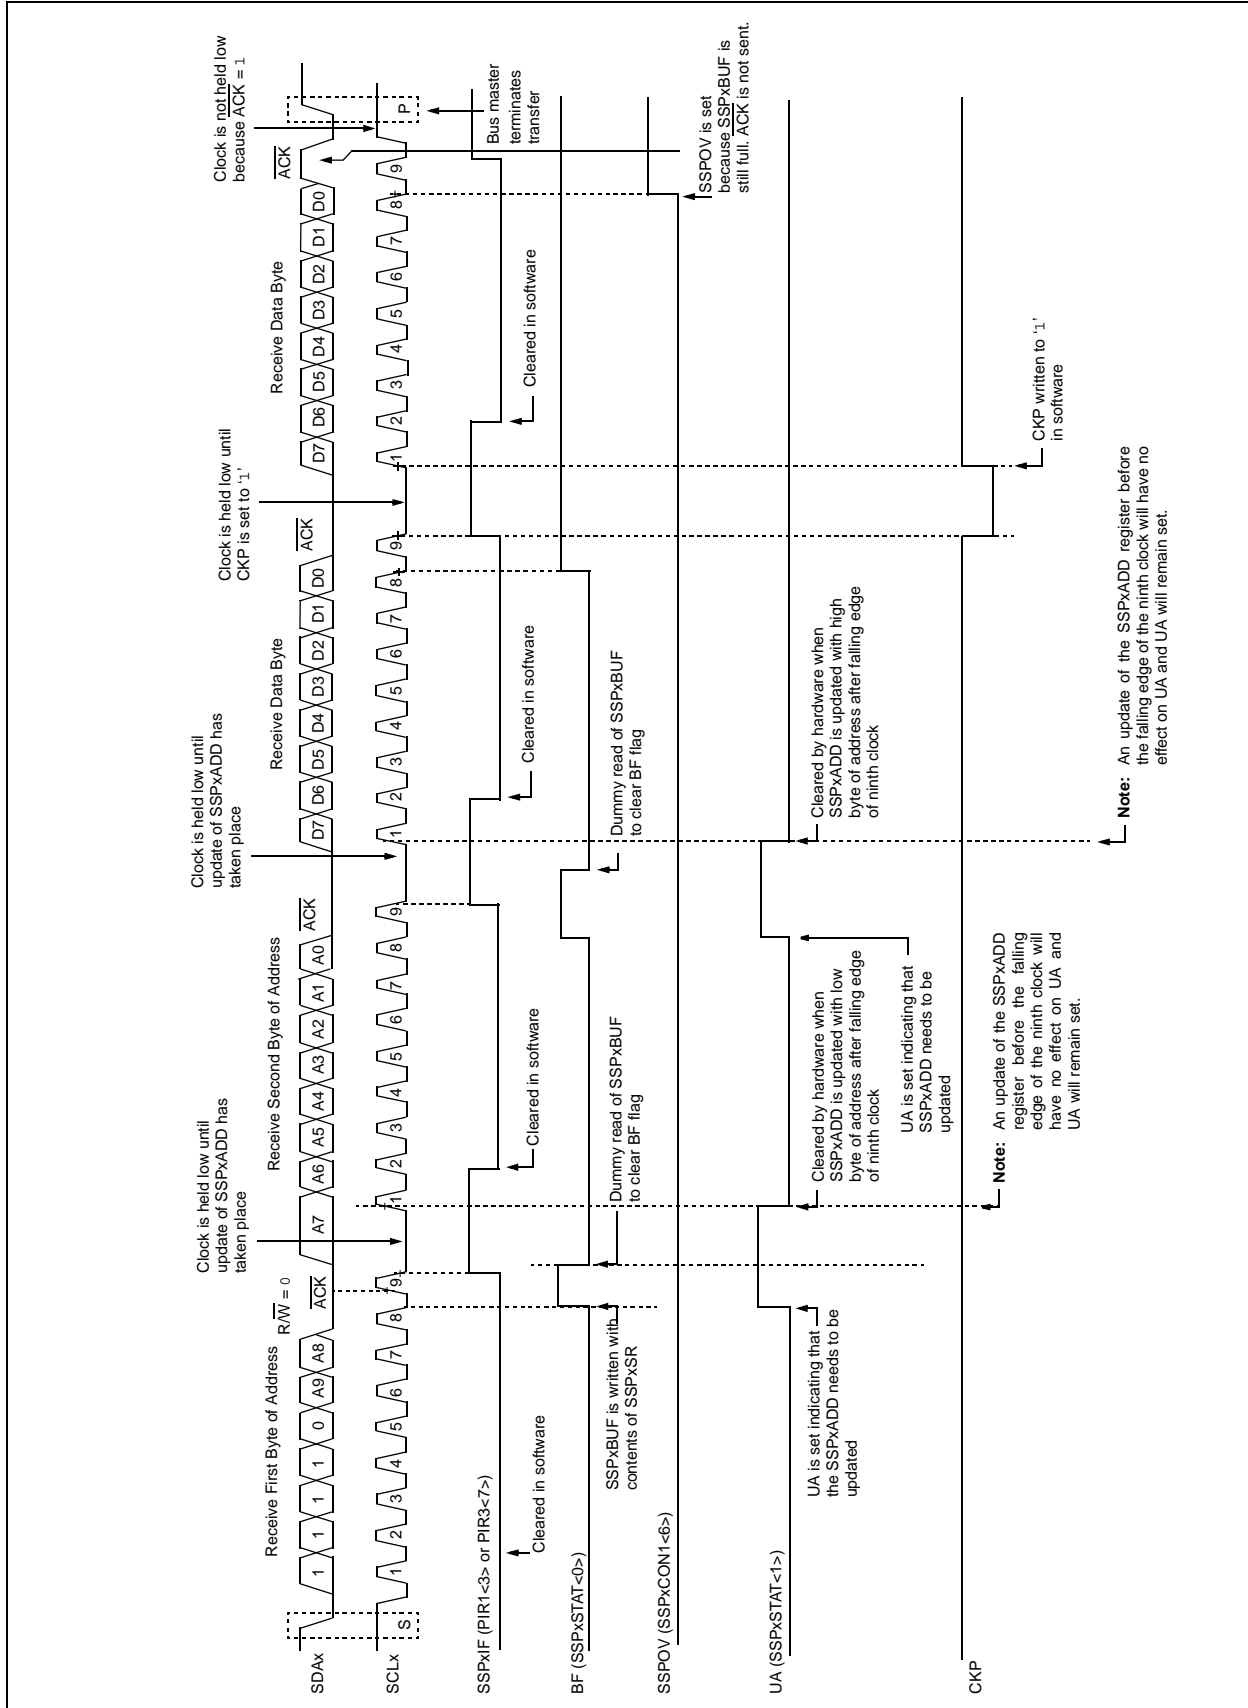 Clock is held low until
update of SSPxADD has
taken place
Clock is held low until
update of SSPxADD has
taken place
Clock is held low until
CKP is set to ‘1’
Clock is not held low
because ACK = 1
Receive First Byte of Address
R/W = 0
ACK
Receive Second Byte of Address
ACK
Receive Data Byte
ACK
Receive Data Byte
ACK
SDAx
1 1 1 1 0 A9 A8
A7 A6 A5 A4 A3 A2 A1 A0
D7 D6 D5 D4 D3 D2 D1 D0
D7 D6 D5 D4 D3 D2 D1 D0
SCLx
S
1 2 3 4 5 6 7 8 9
1 2 3 4 5 6 7 8 9
1 2 3 4 5 6 7 8 9
1 2 3 4 5 6 7 8 9
P
Bus master
terminates
transfer
SSPxIF (PIR1<3> or PIR3<7>)
Cleared in software
Cleared in software
Cleared in software
Cleared in software
BF (SSPxSTAT<0>)
SSPxBUF is written with
contents of SSPxSR
Dummy read of SSPxBUF
to clear BF flag
Dummy read of SSPxBUF
to clear BF flag
SSPOV (SSPxCON1<6>)
SSPOV is set
because SSPxBUF is
still full. ACK is not sent.
UA (SSPxSTAT<1>)
UA is set indicating that
the SSPxADD needs to be
updated
Cleared by hardware when
SSPxADD is updated with low
byte of address after falling edge
of ninth clock
UA is set indicating that
SSPxADD needs to be
updated
Cleared by hardware when
SSPxADD is updated with high
byte of address after falling edge
of ninth clock
CKP
CKP written to ‘1’
in software
Note: An update of the SSPxADD
register before the falling
edge of the ninth clock will
have no effect on UA and
UA will remain set.
Note: An update of the SSPxADD register before
the falling edge of the ninth clock will have no
effect on UA and UA will remain set.